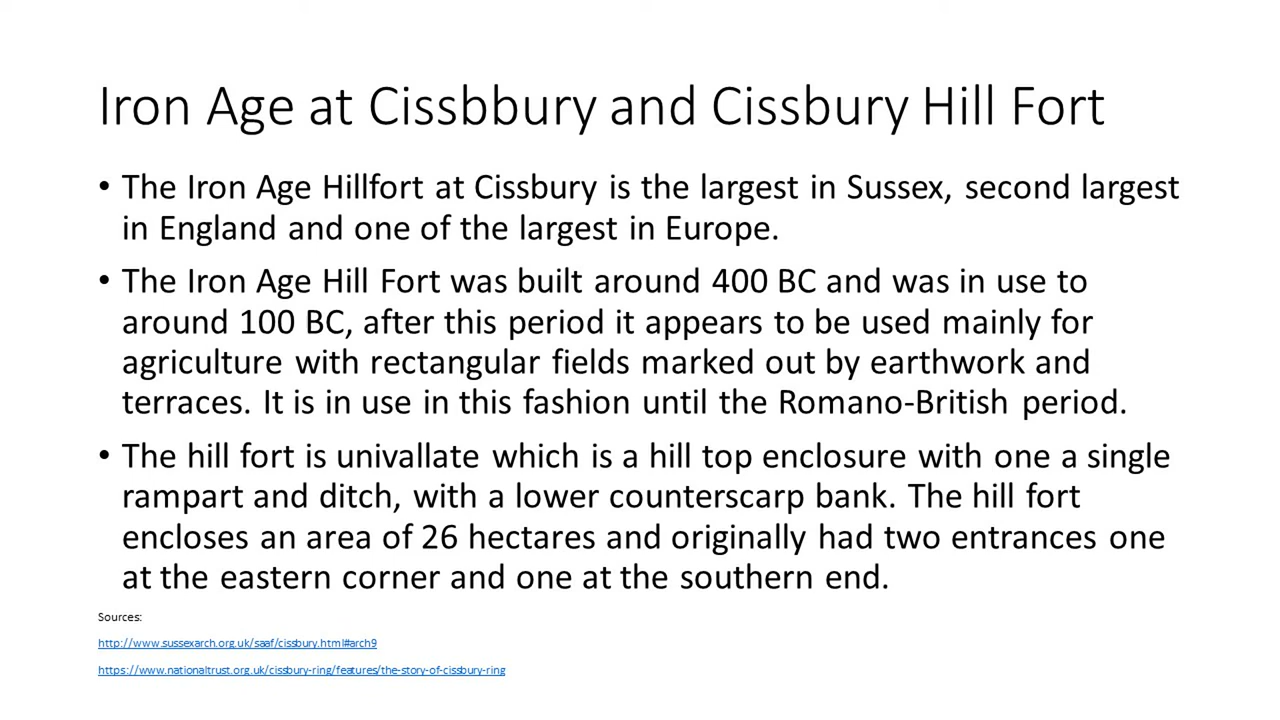 Iron Age at Cissbbury and Cissbury Hill Fort
• The Iron Age Hillfort at Cissbury is the largest in Sussex, second largest
in England and one of the largest in Europe.
• The Iron Age Hill Fort was built around 400 BC and was in use to
around 100 BC, after this period it appears to be used mainly for
agriculture with rectangular fields marked out by earthwork and
terraces. It is in use in this fashion until the Romano-British period.
• The hill fort is univallate which is a hill top enclosure with one a single
rampart and ditch, with a lower counterscarp bank. The hill fort
encloses an area of 26 hectares and originally had two entrances one
at the eastern corner and one at the southern end.
Sources:
http://www.sussexarch.org.uk/saaf/cissbury.html#arch9
https://www.nationaltrust.org.uk/cissbury-ring/features/the-story-of-cissbury-ring